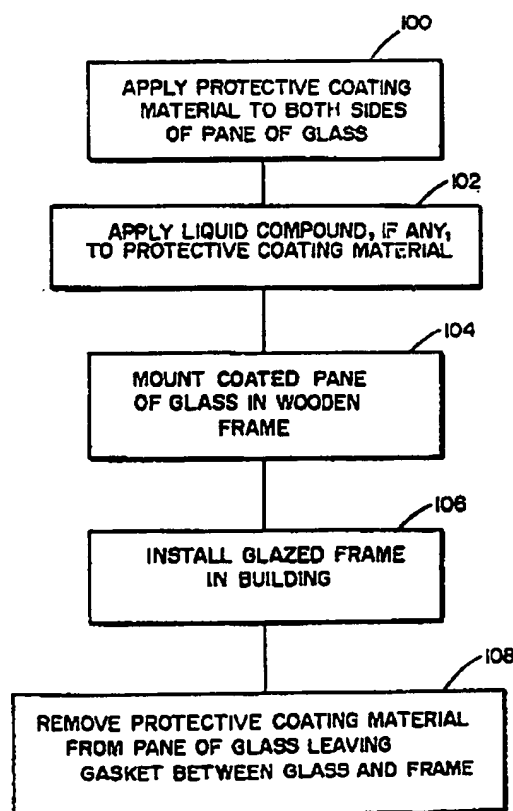 100
APPLY PROTECTIVE COATING
MATERIAL TO BOTH SIDES
OF PANE OF GLASS
102
APPLY LIQUID COMPOUND, IF ANY,
TO PROTECTIVE COATING MATERIAL
104
MOUNT COATED PANE
OF GLASS IN WOODEN
FRAME
106
INSTALL GLAZED FRAME
IN BUILDING
108
REMOVE PROTECTIVE COATING MATERIAL
FROM PANE OF GLASS LEAVING
GASKET BETWEEN GLASS AND FRAME